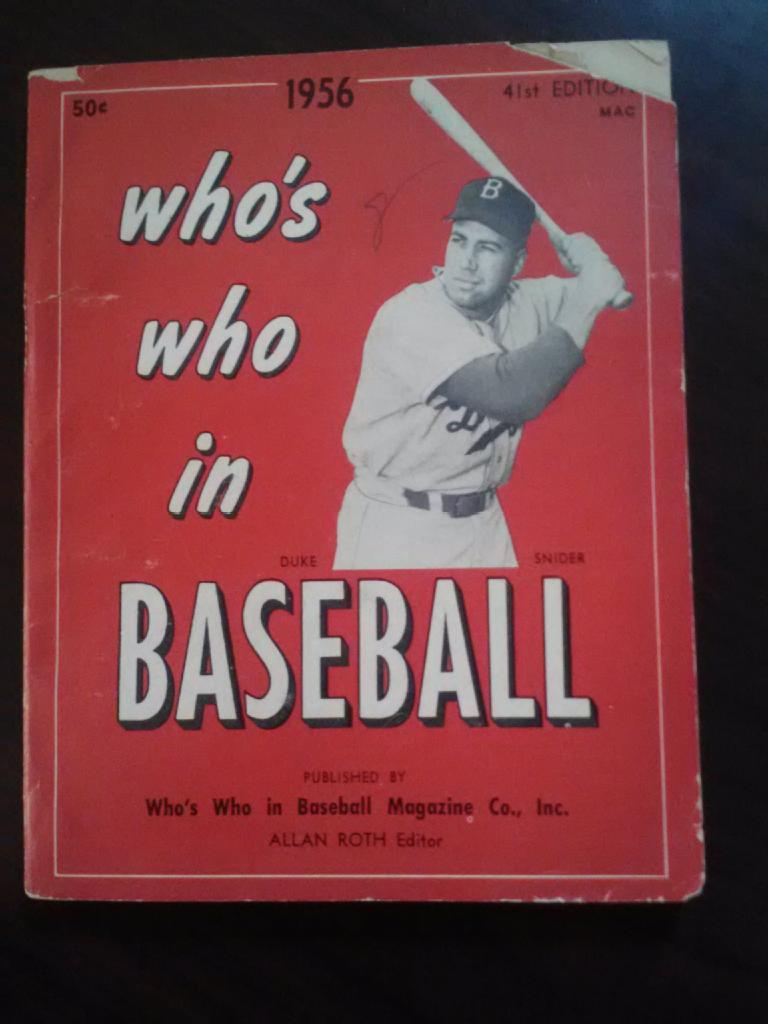 1956
50¢
41st EDITION
MAC
who's
who
in
B
D
DUKE SNIDER
BASEBALL
PUBLISHED BY
Who's Who in Baseball Magazine Co., Inc.
ALLAN ROTH Editor